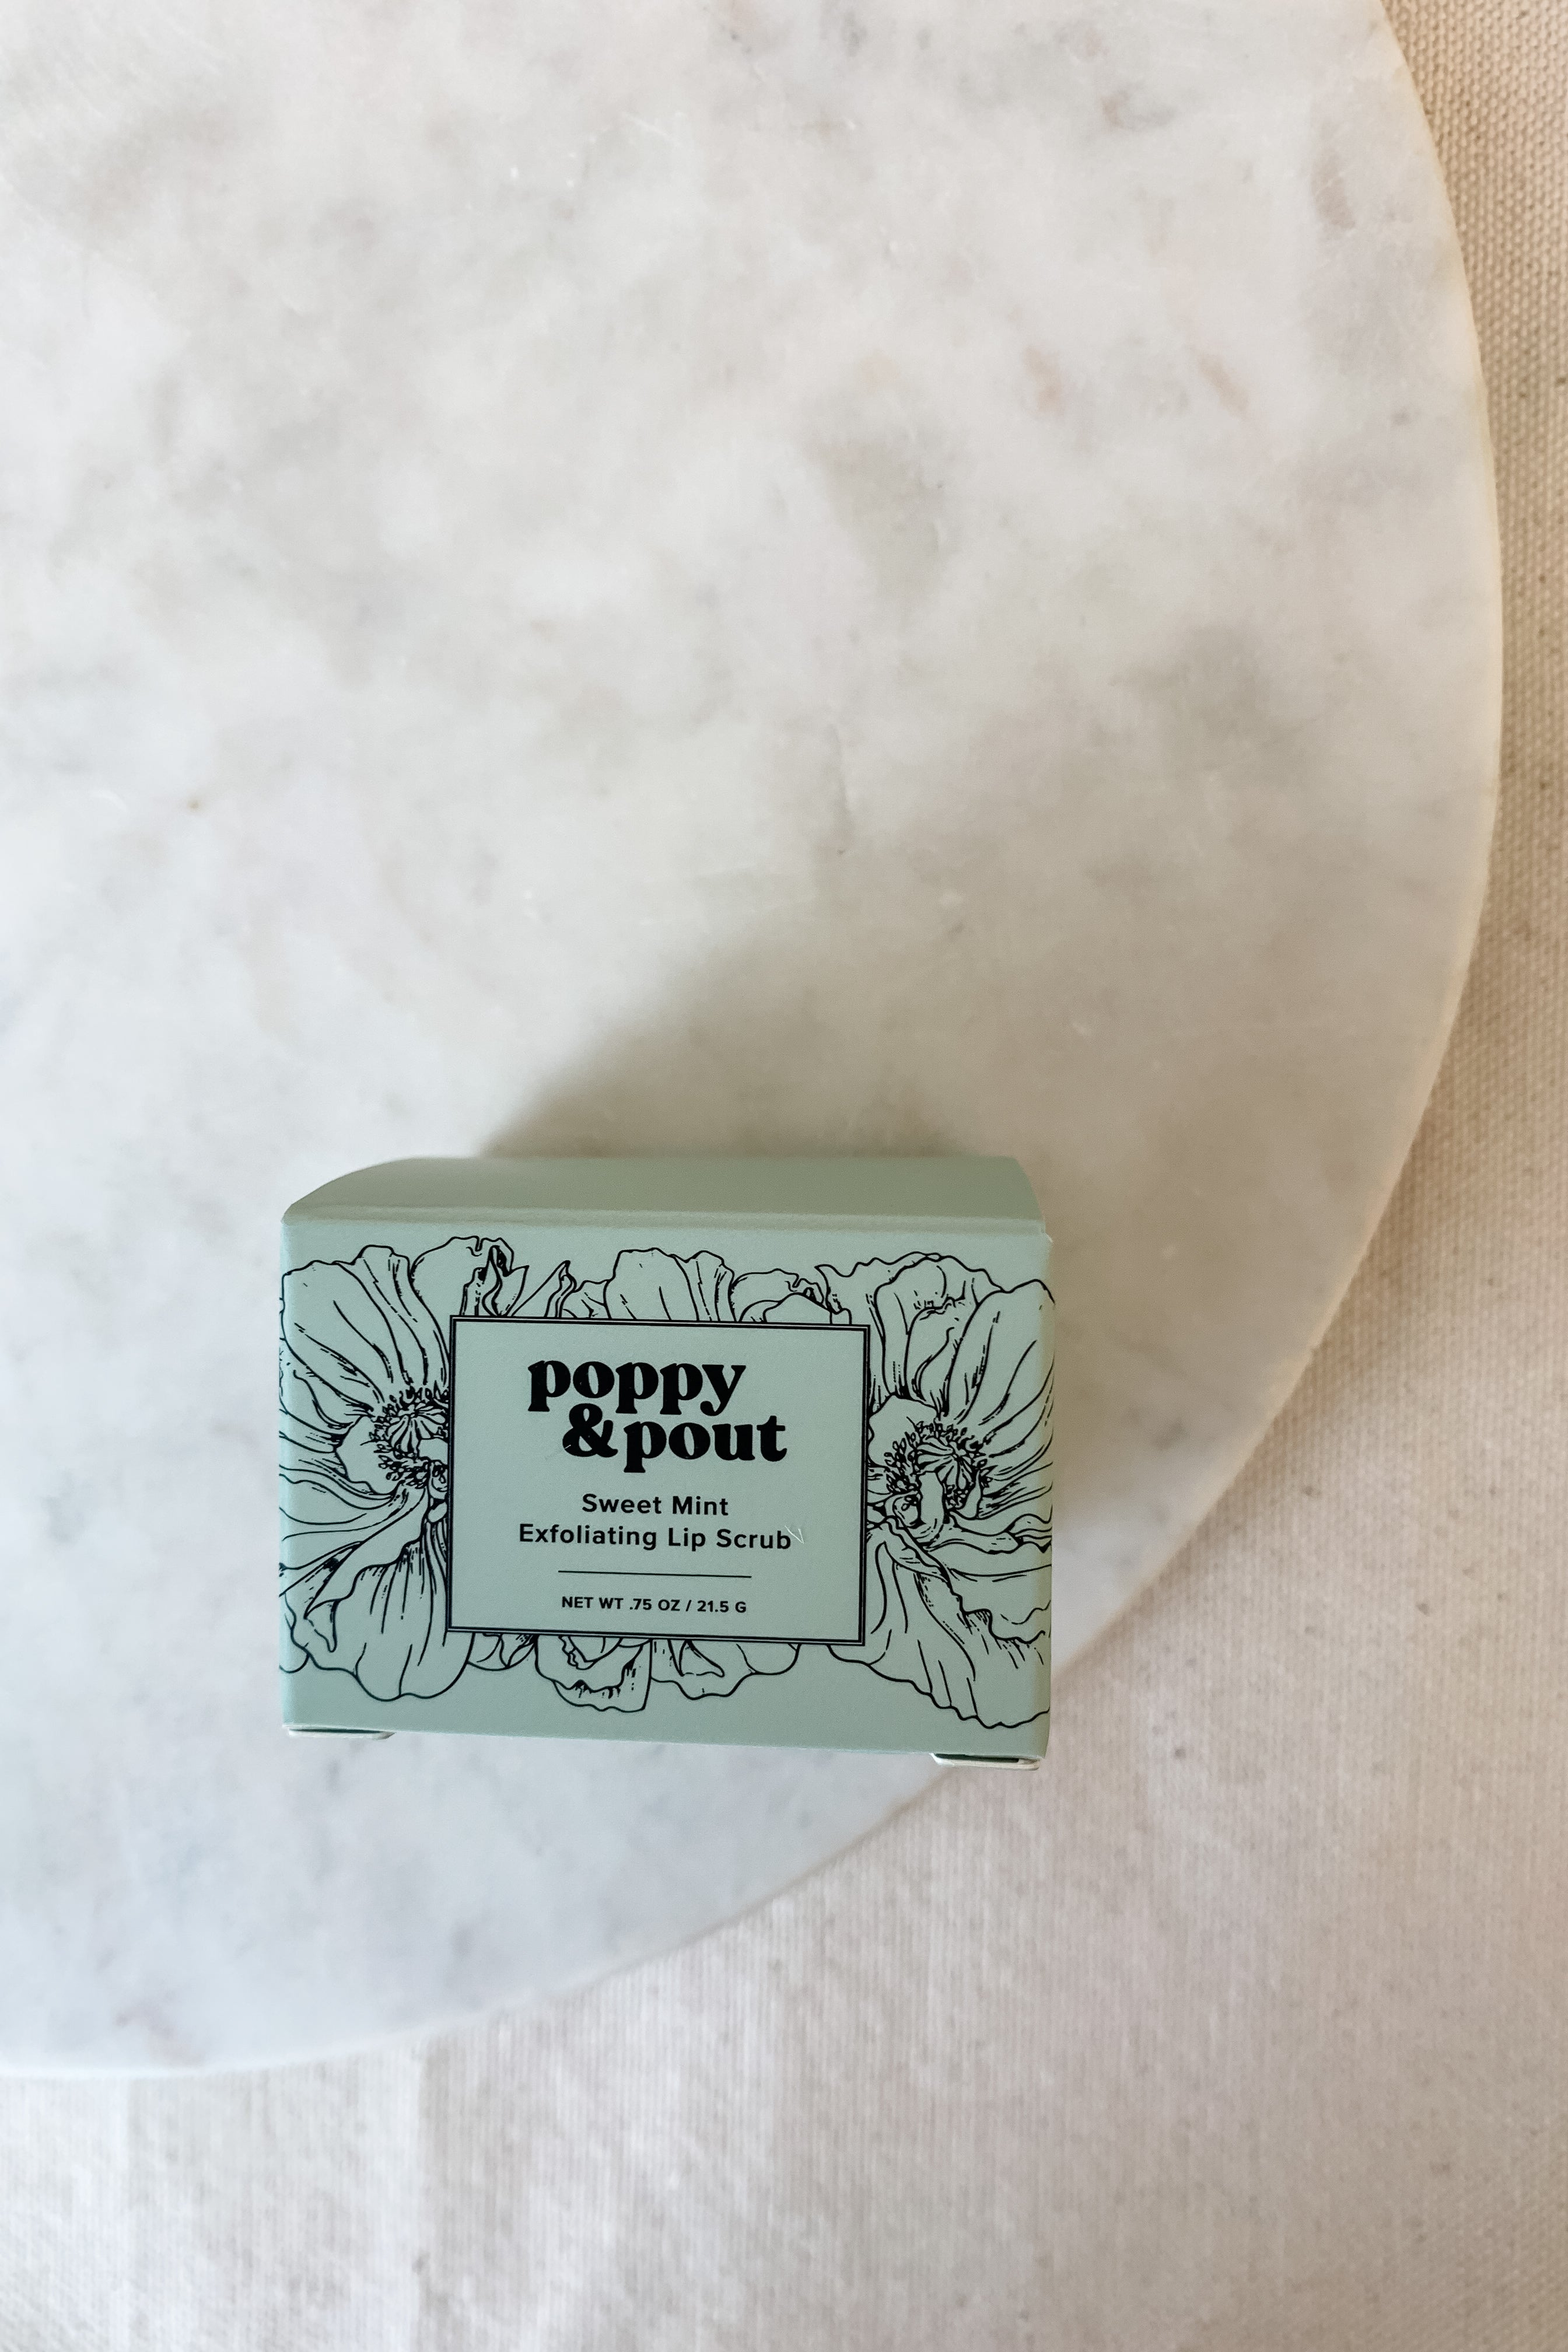 poppy
&pout
Sweet Mint
Exfoliating Lip Scrub
NET WT .75 OZ / 21.5 G